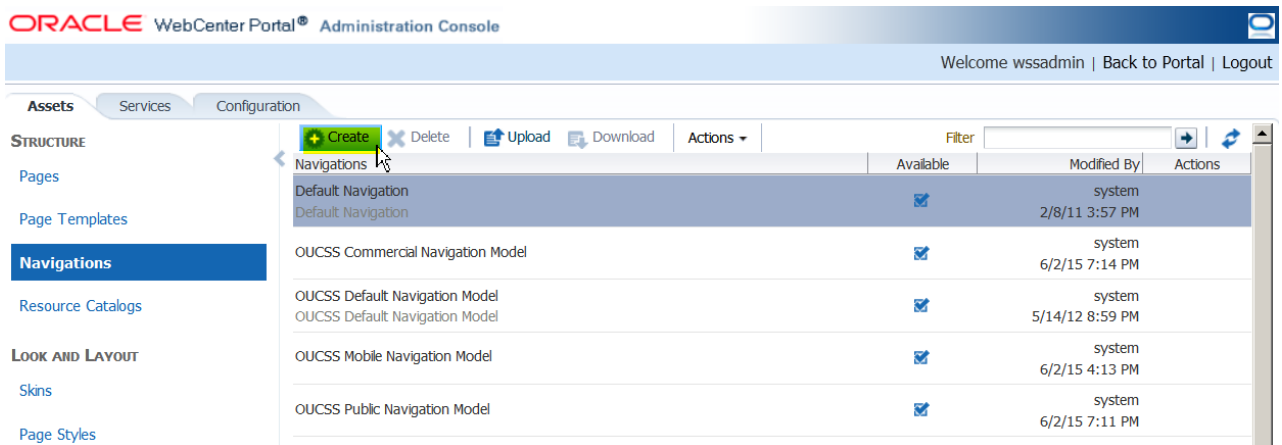 ORACLE WebCenter Portal® Administration Console
Welcome wssadmin | Back to Portal | Logout
Assets Services Configuration
STRUCTURE
Pages
Page Templates
Navigations
Resource Catalogs
LOOK AND LAYOUT
Skins
Page Styles
Create Delete Upload Download Actions Filter
Navigations Available Modified By Actions
Default Navigation system
Default Navigation 2/8/11 3:57 PM
OUCSS Commercial Navigation Model system
6/2/15 7:14 PM
OUCSS Default Navigation Model system
OUCSS Default Navigation Model 5/14/12 8:59 PM
OUCSS Mobile Navigation Model system
6/2/15 4:13 PM
OUCSS Public Navigation Model system
6/2/15 7:11 PM